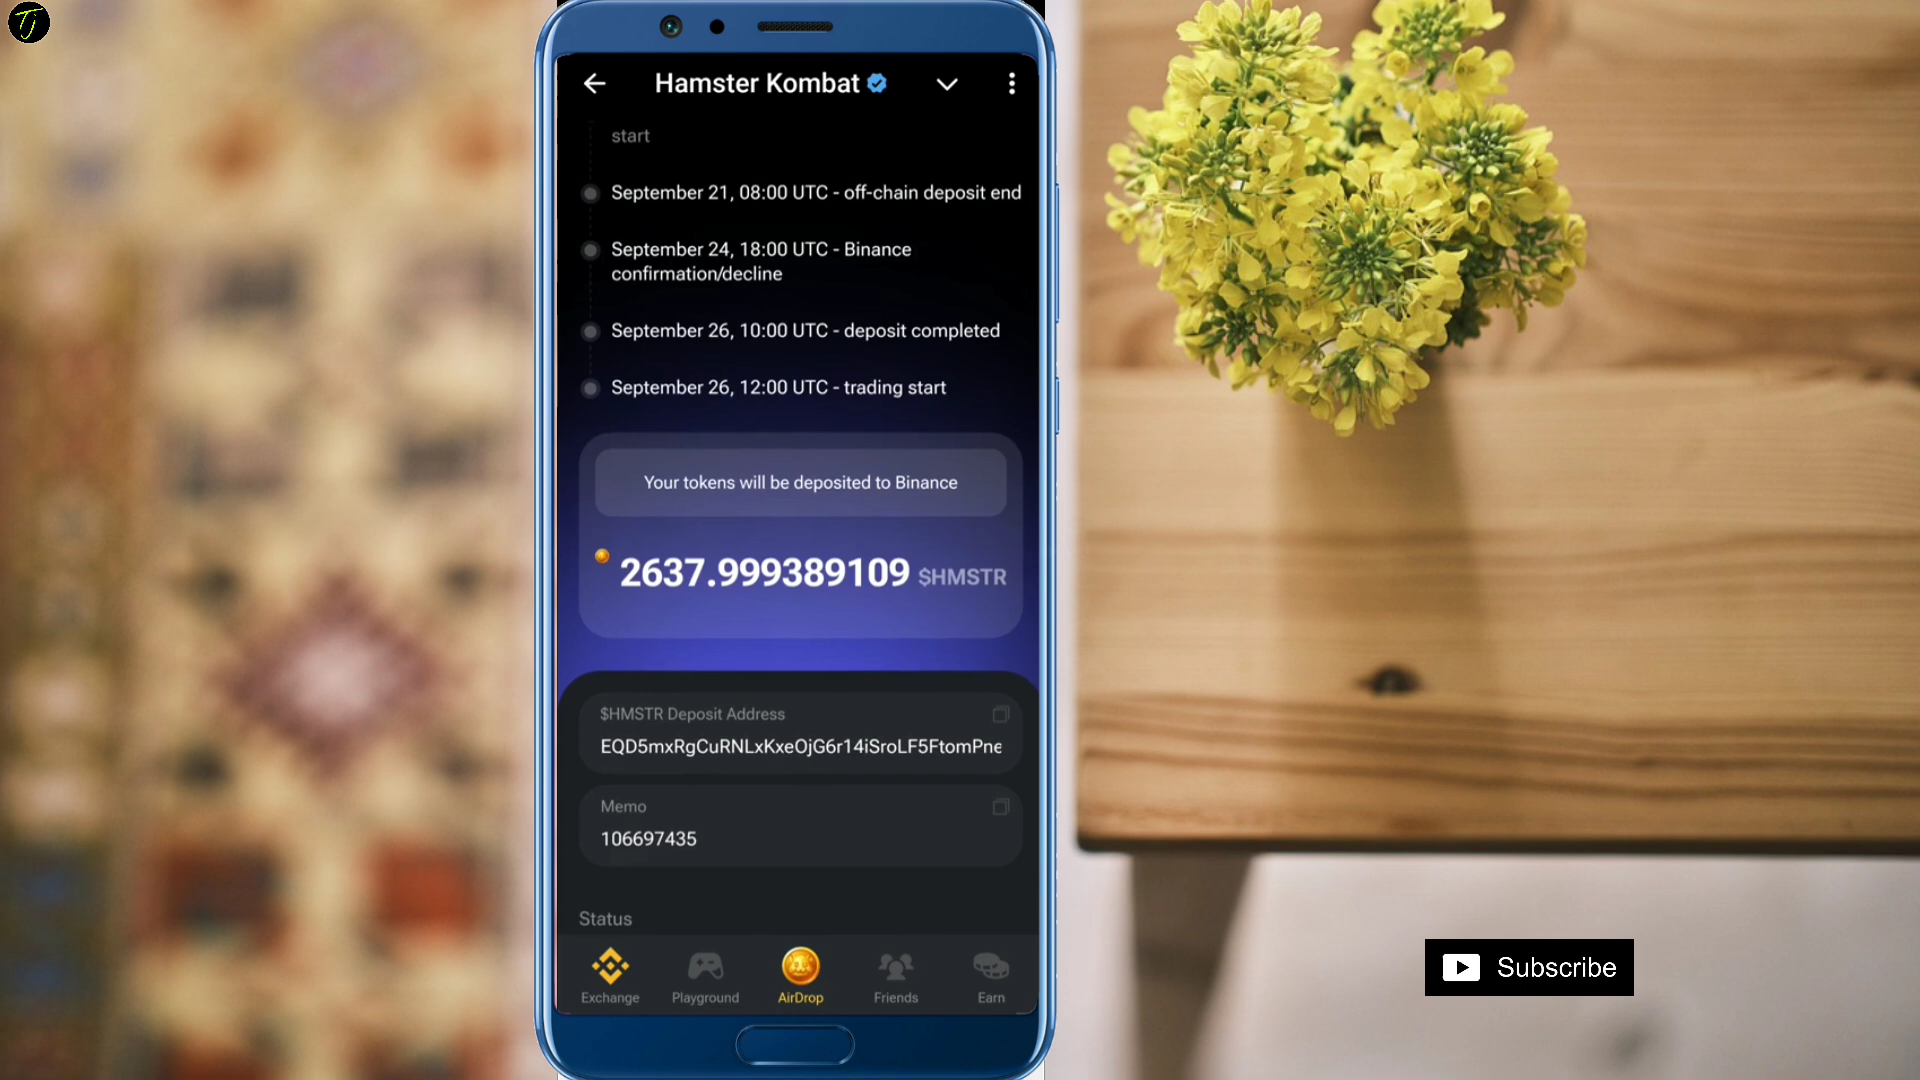 Tj
Hamster Kombat
start
September 21, 08:00 UTC - off-chain deposit end
September 24, 18:00 UTC - Binance
confirmation/decline
September 26, 10:00 UTC - deposit completed
September 26, 12:00 UTC - trading start
Your tokens will be deposited to Binance
2637.999389109 $HMSTR
$HMSTR Deposit Address
EQD5mxRgCuRNLxKxeOjG6r14iSroLF5FtomPne
Memo
106697435
Status
Exchange Playground AirDrop Friends Earn
Subscribe